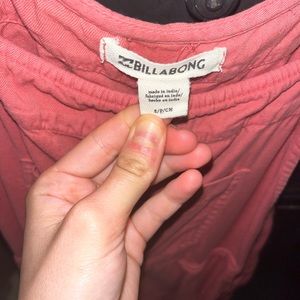 BILLABONG
made in India/
fabriqué en Inde/
hecho en India
S/P/CH